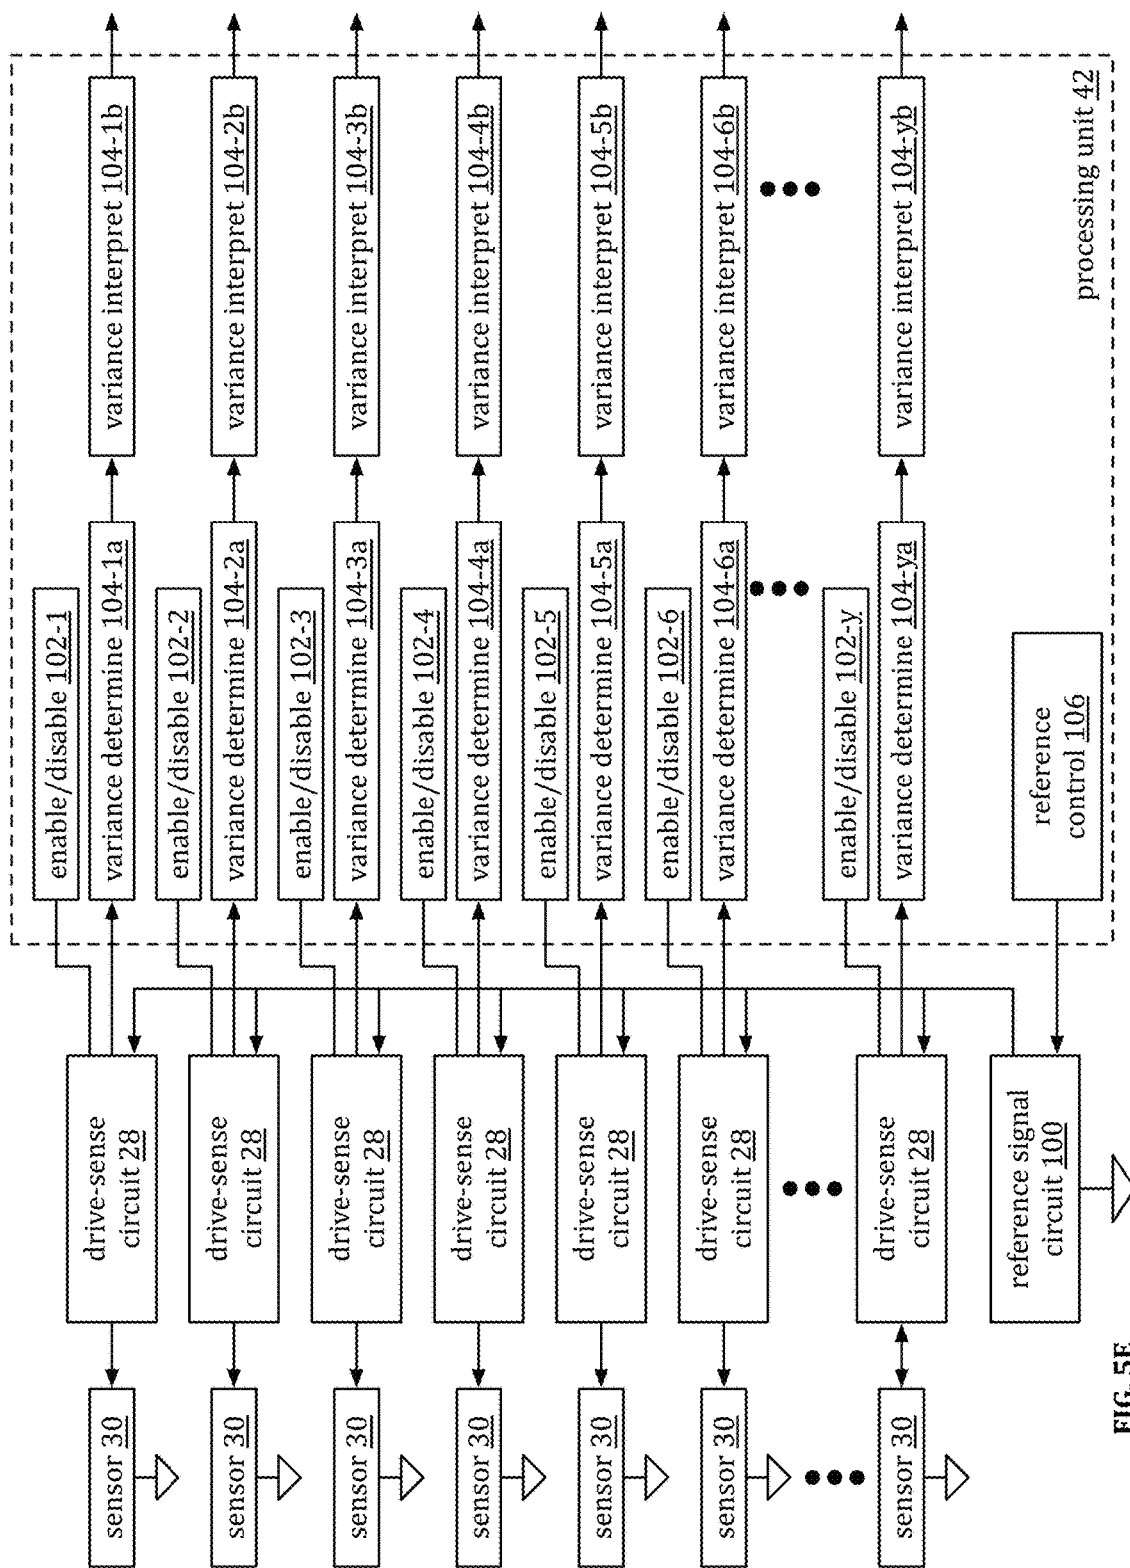 enable/disable 102-1
sensor 30
drive-sense
circuit 28
variance determine 104-1a
variance interpret 104-1b
enable/disable 102-2
sensor 30
drive-sense
circuit 28
variance determine 104-2a
variance interpret 104-2b
enable/disable 102-3
sensor 30
drive-sense
circuit 28
variance determine 104-3a
variance interpret 104-3b
enable/disable 102-4
sensor 30
drive-sense
circuit 28
variance determine 104-4a
variance interpret 104-4b
enable/disable 102-5
sensor 30
drive-sense
circuit 28
variance determine 104-5a
variance interpret 104-5b
enable/disable 102-6
sensor 30
drive-sense
circuit 28
variance determine 104-6a
variance interpret 104-6b
enable/disable 102-y
sensor 30
drive-sense
circuit 28
variance determine 104-ya
variance interpret 104-yb
reference signal
circuit 100
reference
control 106
processing unit 42
FIG. 5E